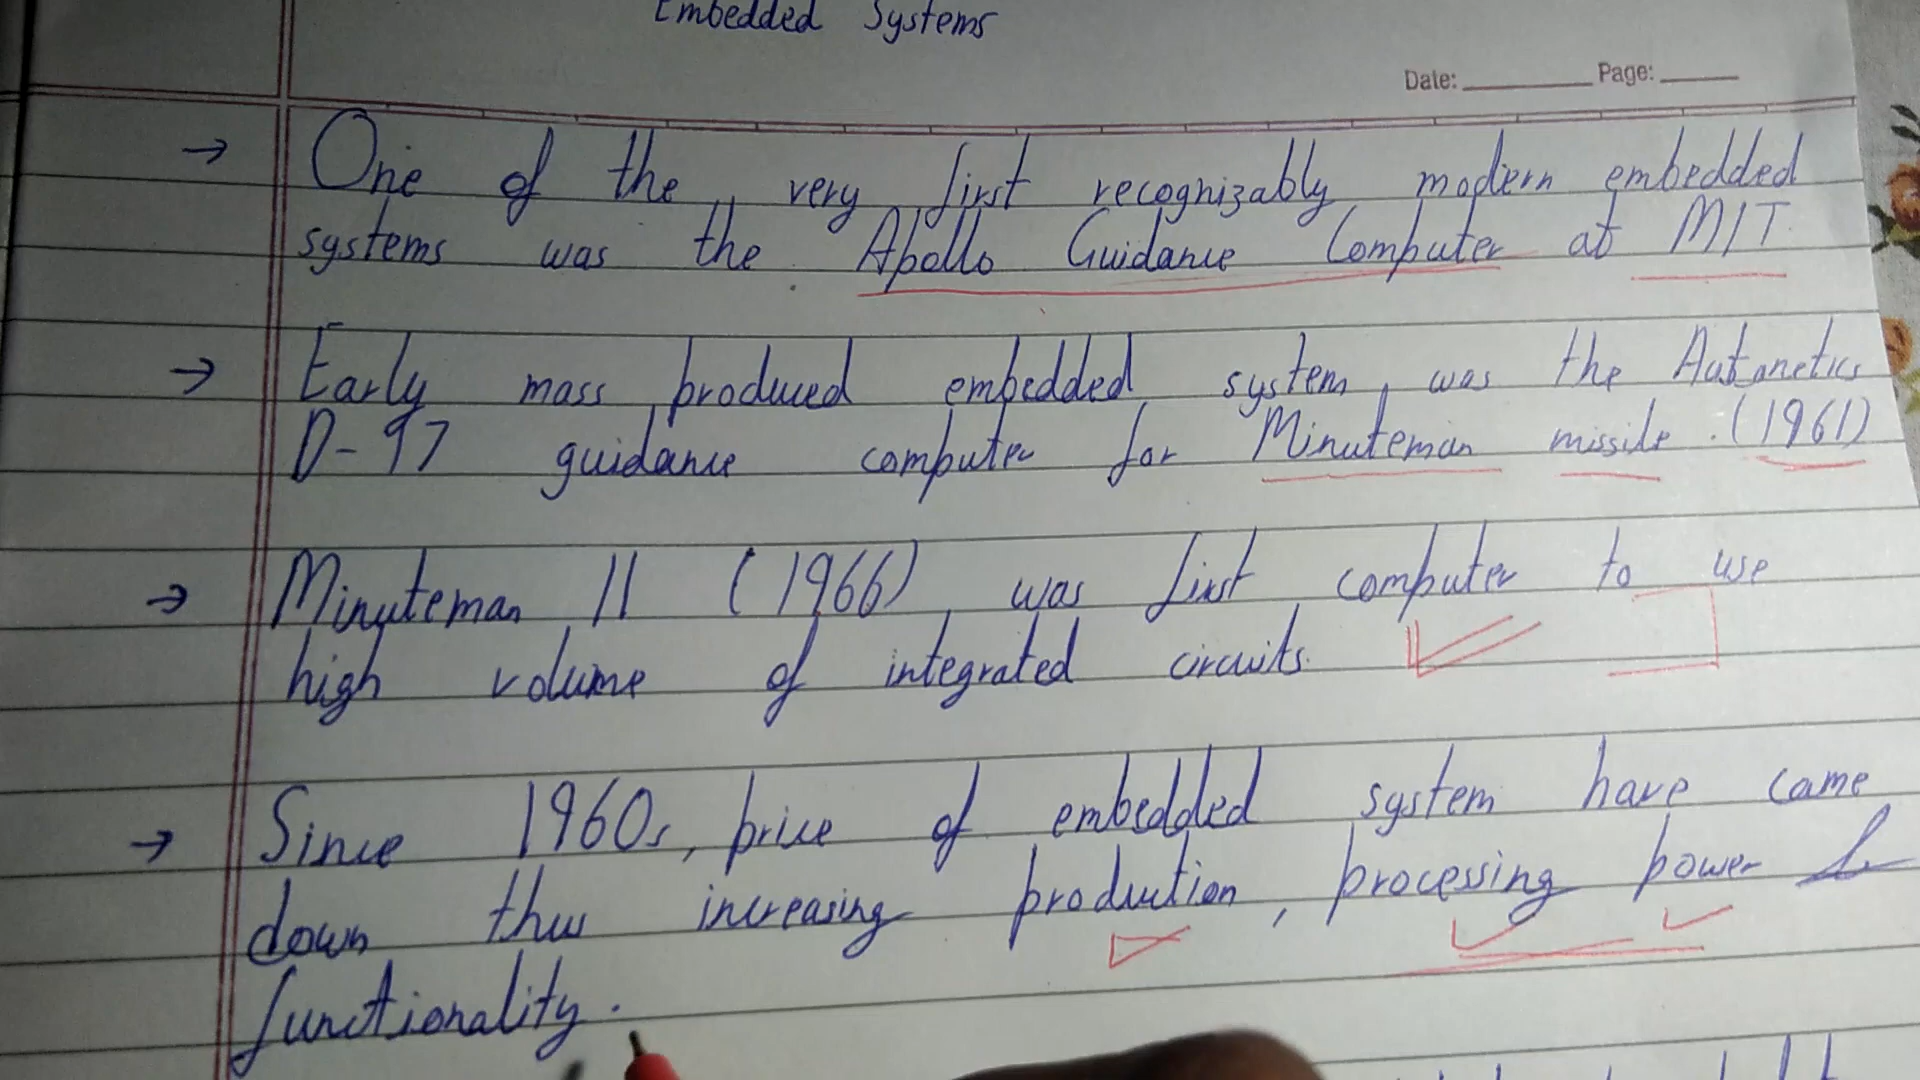 Embedded Systems
Date: Page:
→ One of the very first recognizably modern embedded
systems was the Apollo Guidance Computer at MIT.
→ Early mass produced embedded system, was the Autonetics
D-97 guidance computer for Minuteman missile. (1961)
→ Minuteman II (1966) was first computer to use
high volume of integrated circuits.
→ Since 1960s, price of embedded system have came
down thus increasing production, processing power &
functionality.